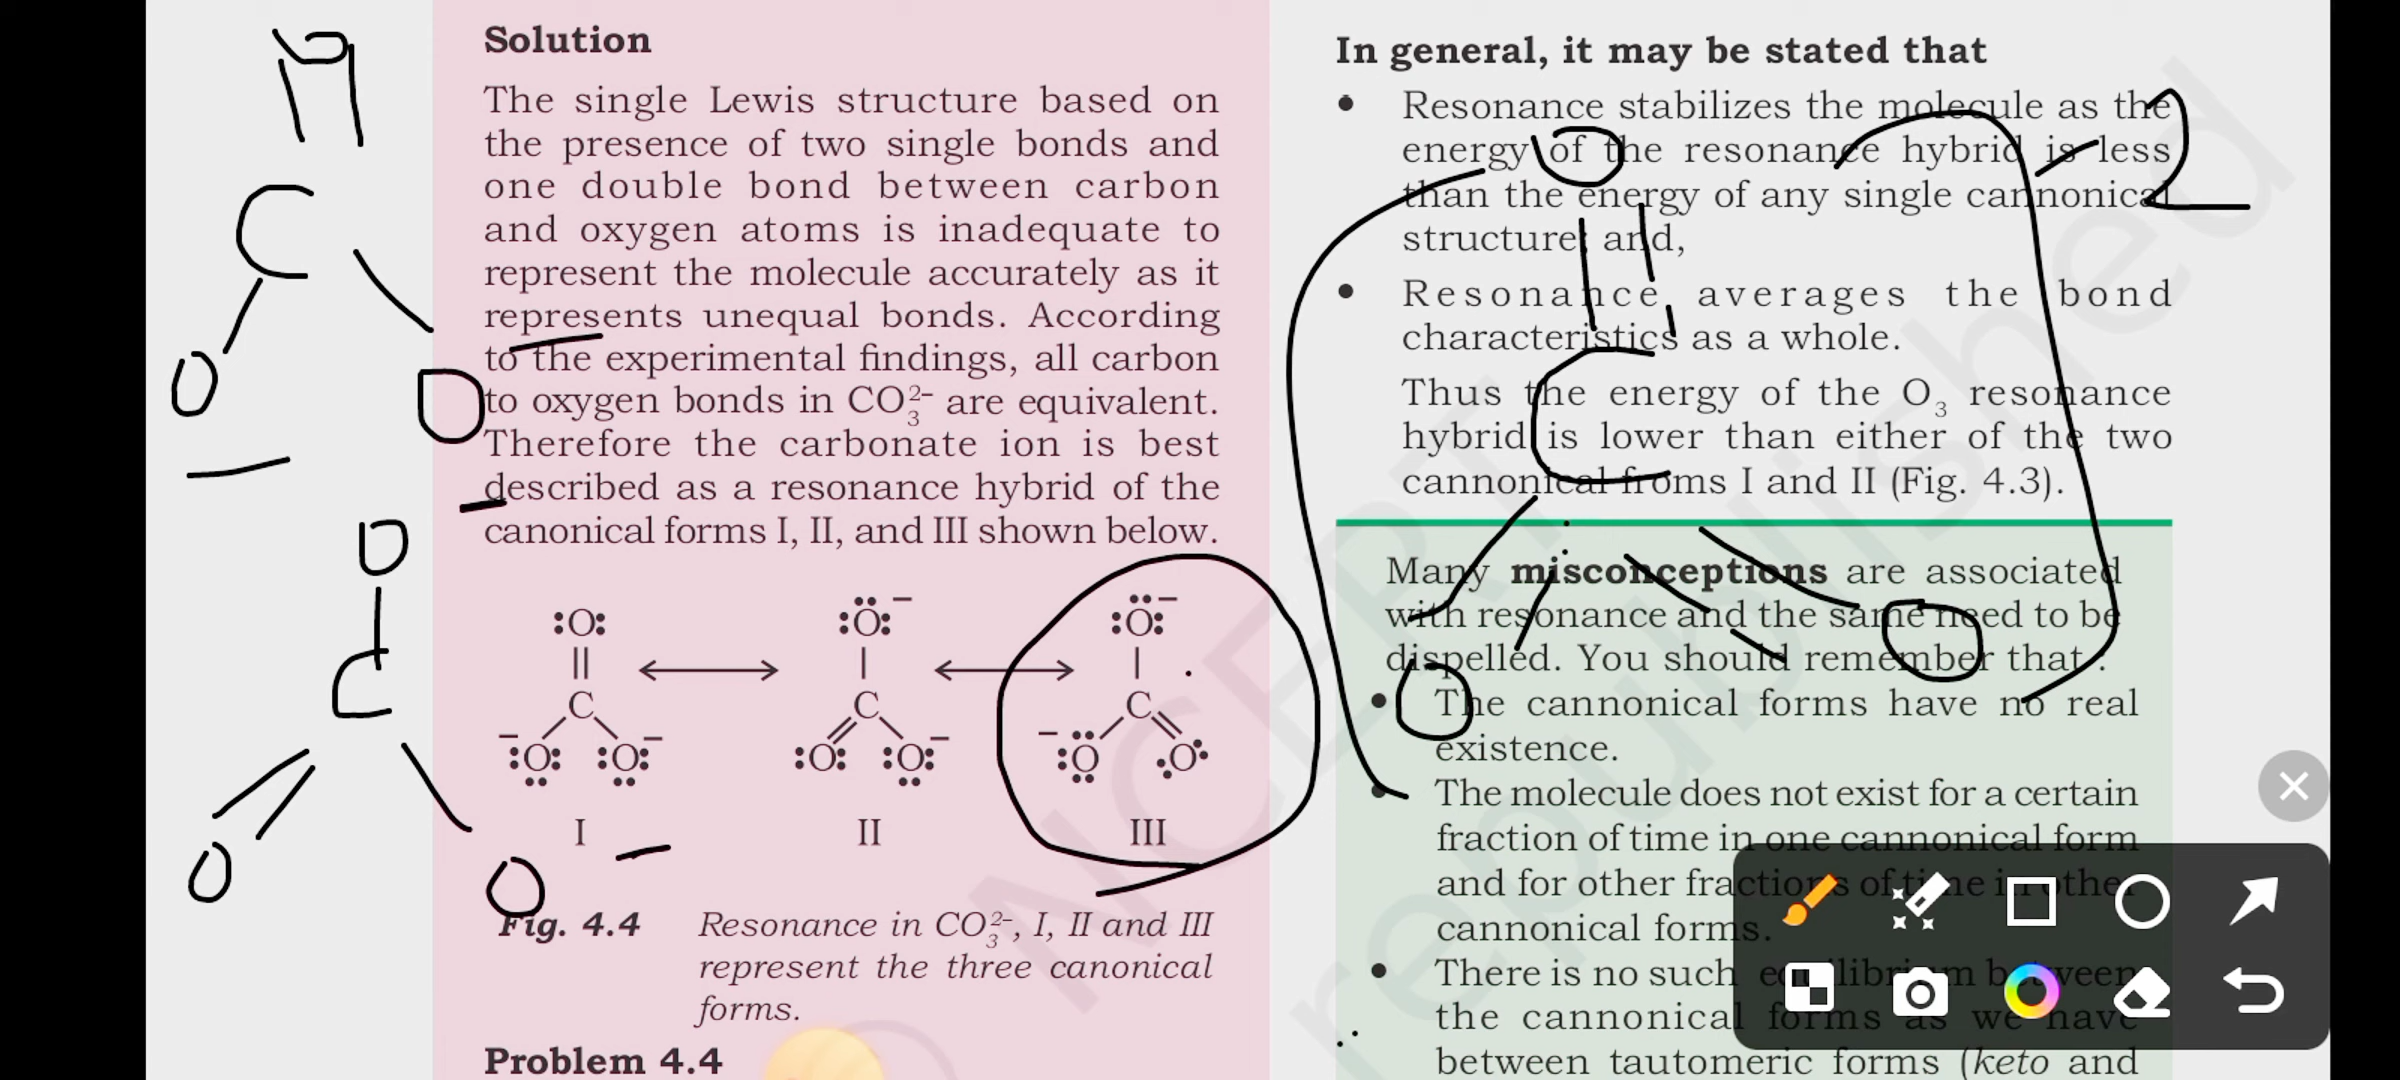 Solution
The single Lewis structure based on
the presence of two single bonds and
one double bond between carbon
and oxygen atoms is inadequate to
represent the molecule accurately as it
represents unequal bonds. According
to the experimental findings, all carbon
to oxygen bonds in CO₃²⁻ are equivalent.
Therefore the carbonate ion is best
described as a resonance hybrid of the
canonical forms I, II, and III shown below.
O
C
O O
O
C
O O
:O: :O:⁻ :O:⁻
C C C
⁻:O: :O:⁻ :O: :O:⁻ ⁻:O: :O:
I II III
Fig. 4.4 Resonance in CO₃²⁻, I, II and III
represent the three canonical
forms.
Problem 4.4
In general, it may be stated that
• Resonance stabilizes the molecule as the
energy of the resonance hybrid is less
than the energy of any single cannonical
structure; and,
• Resonance averages the bond
characteristics as a whole.
Thus the energy of the O₃ resonance
hybrid is lower than either of the two
cannonical froms I and II (Fig. 4.3).
O
C
O O
-2
Many misconceptions are associated
with resonance and the same need to be
dispelled. You should remember that :
• The cannonical forms have no real
existence.
• The molecule does not exist for a certain
fraction of time in one cannonical form
and for other fractions of time in other
cannonical forms.
• There is no such equilibrium between
the cannonical forms as we have
between tautomeric forms (keto and
NCERT
republished